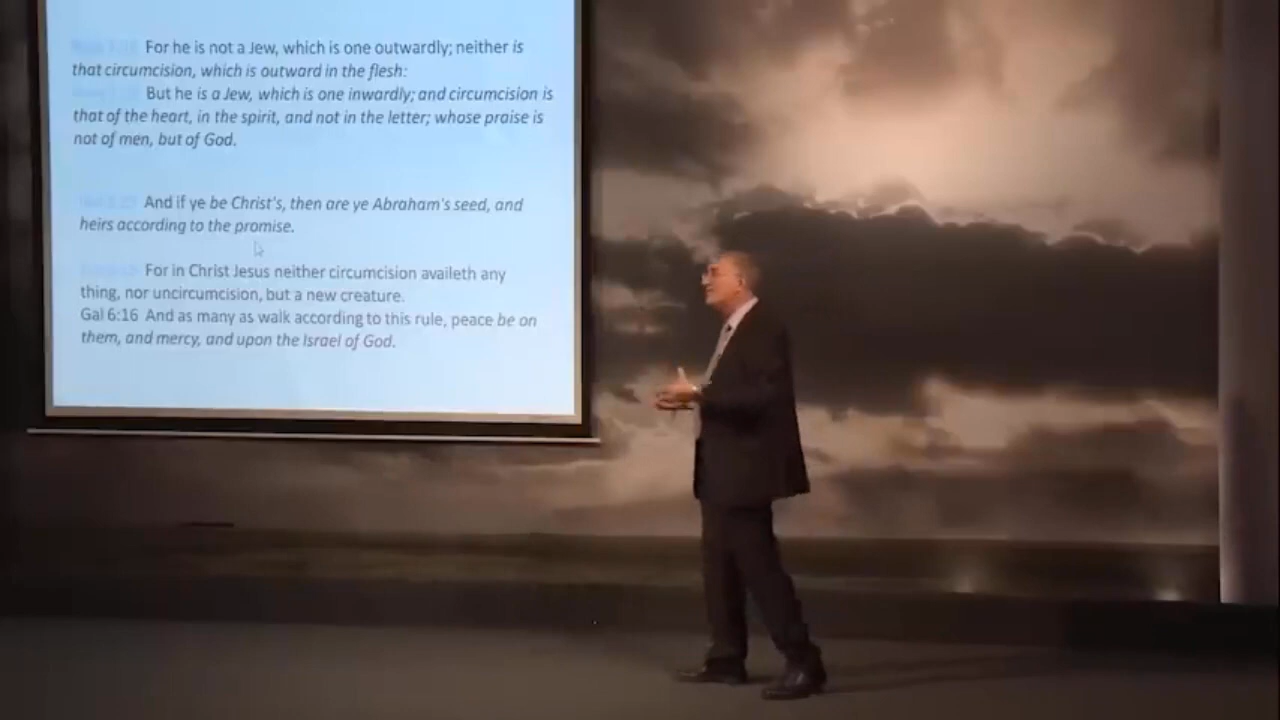 For he is not a Jew, which is one outwardly; neither is
that circumcision, which is outward in the flesh:
But he is a Jew, which is one inwardly; and circumcision is
that of the heart, in the spirit, and not in the letter; whose praise is
not of men, but of God.
And if ye be Christ's, then are ye Abraham's seed, and
heirs according to the promise.
For in Christ Jesus neither circumcision availeth any
thing, nor uncircumcision, but a new creature.
Gal 6:16 And as many as walk according to this rule, peace be on
them, and mercy, and upon the Israel of God.